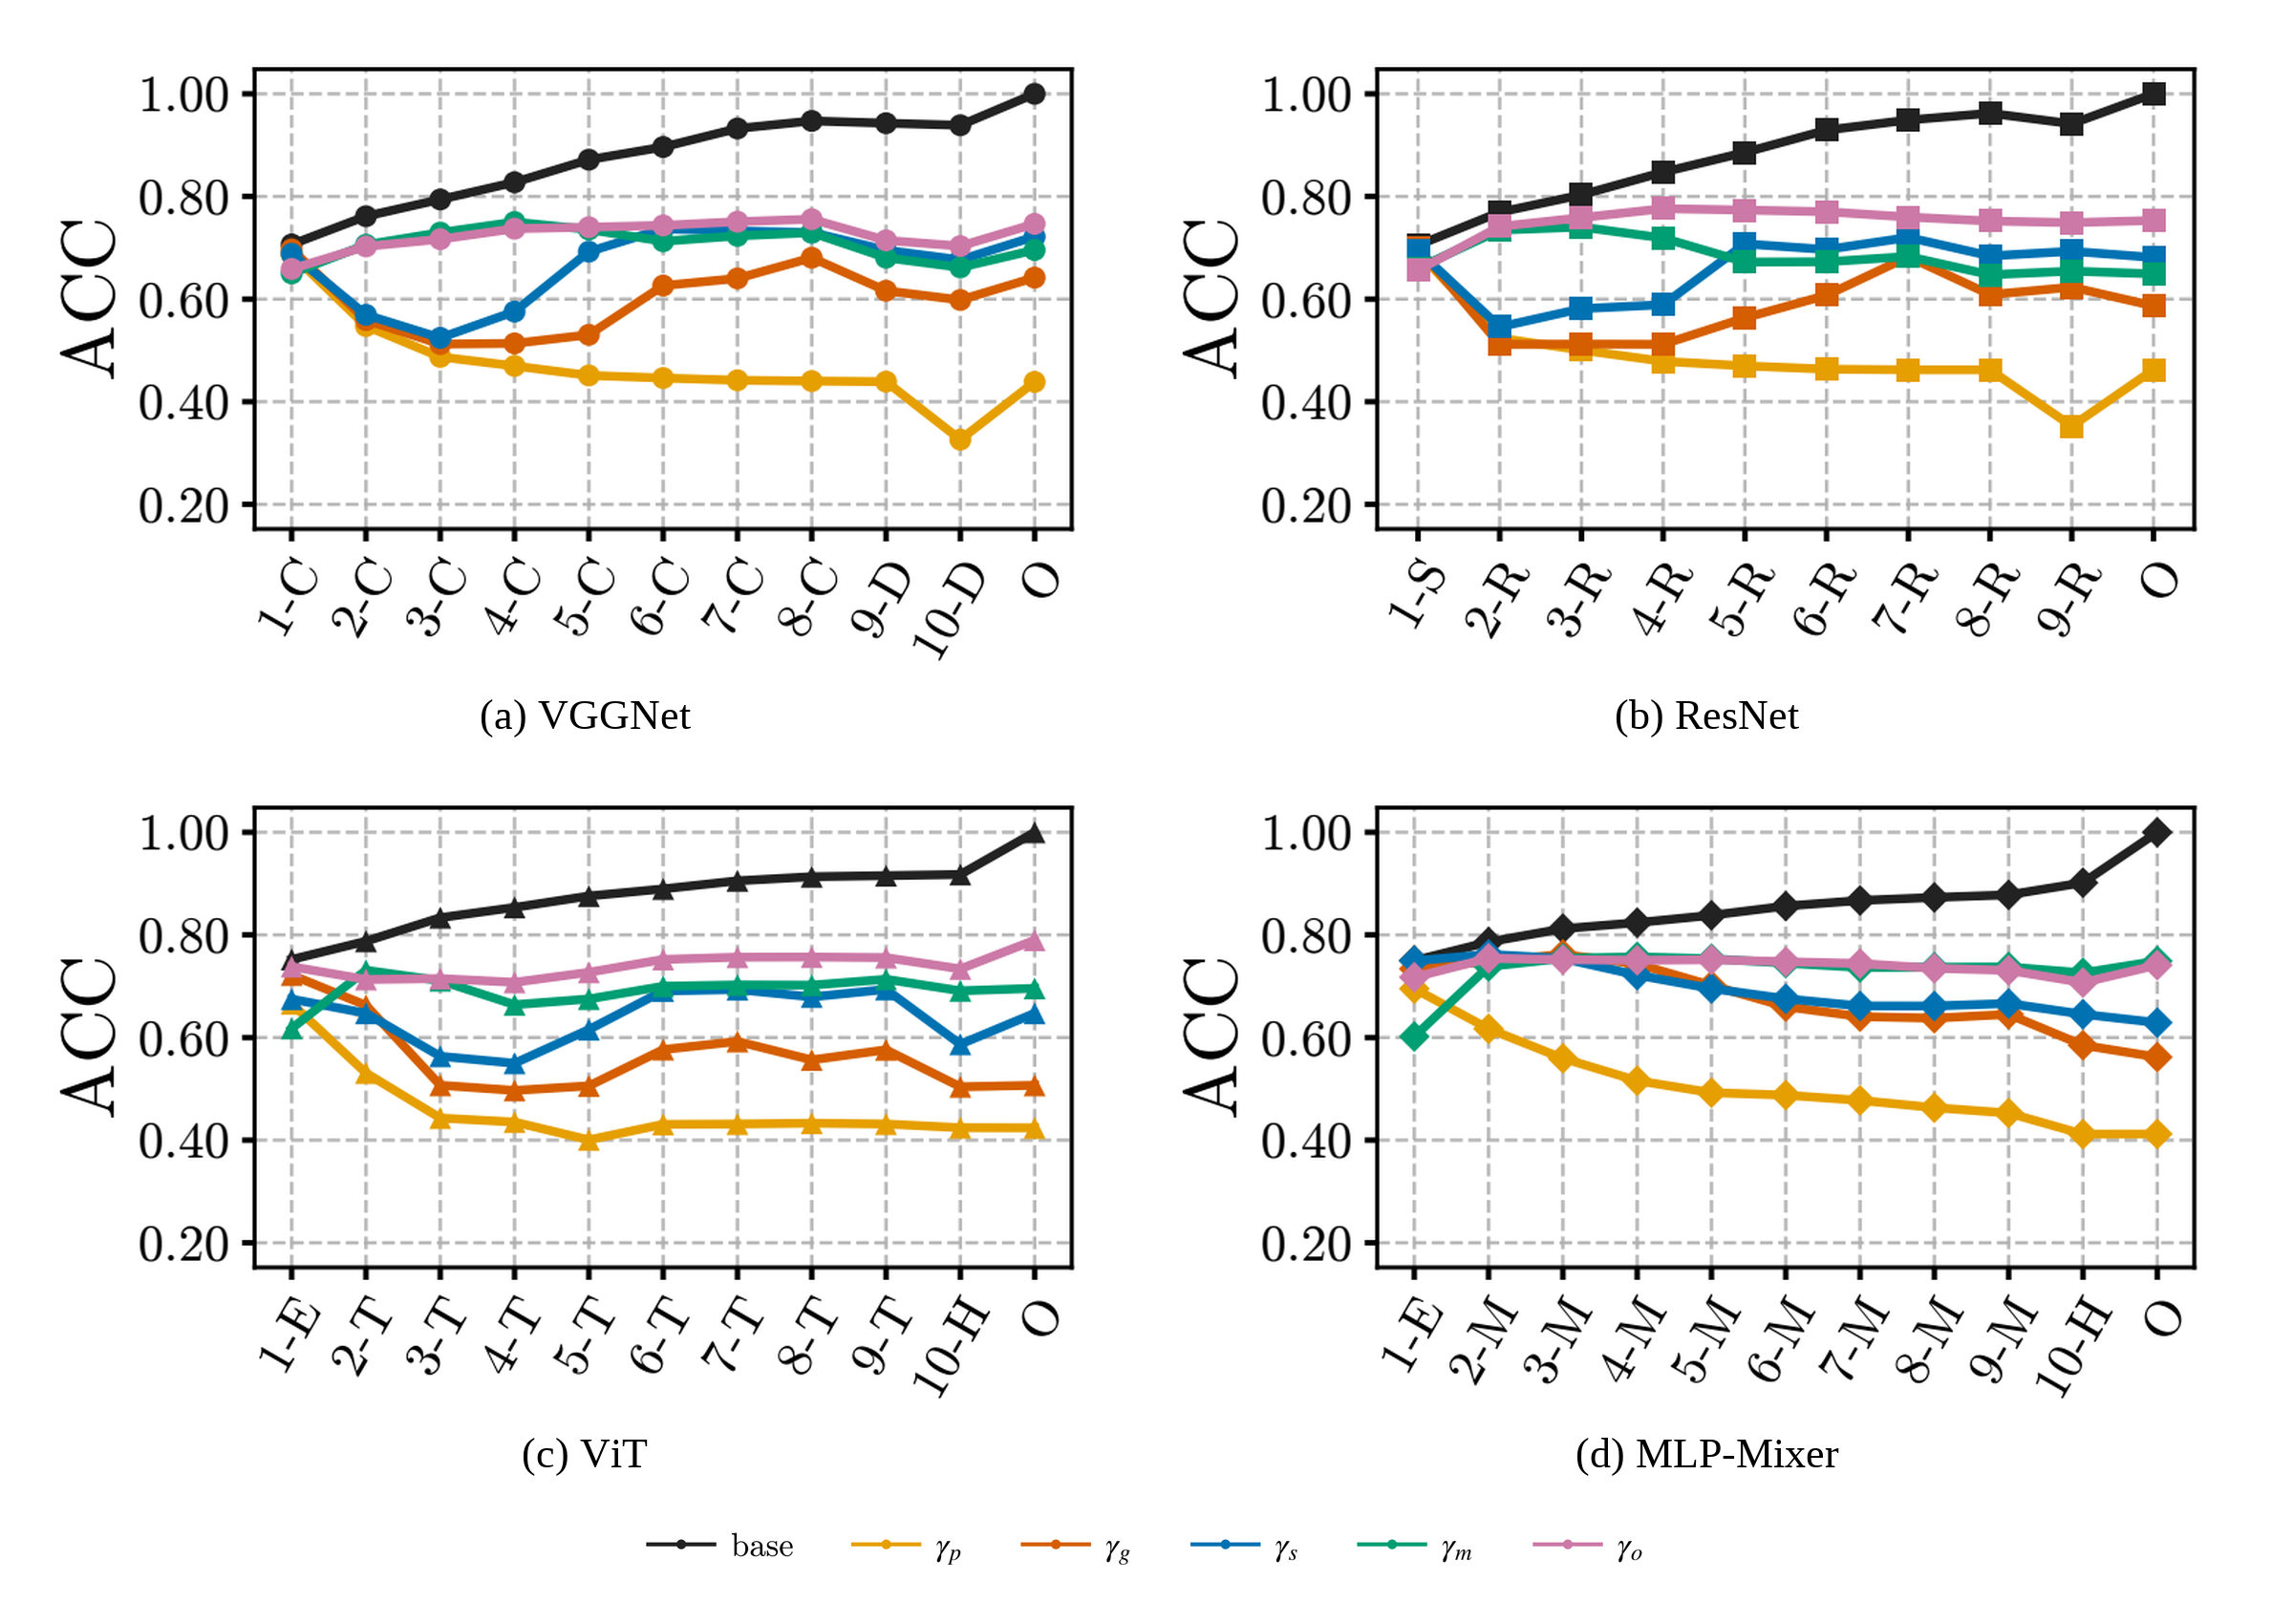 ACC
1.00
0.80
0.60
0.40
0.20
1-C 2-C 3-C 4-C 5-C 6-C 7-C 8-C 9-D 10-D O
(a) VGGNet
ACC
1.00
0.80
0.60
0.40
0.20
1-S 2-R 3-R 4-R 5-R 6-R 7-R 8-R 9-R O
(b) ResNet
ACC
1.00
0.80
0.60
0.40
0.20
1-E 2-T 3-T 4-T 5-T 6-T 7-T 8-T 9-T 10-H O
(c) ViT
ACC
1.00
0.80
0.60
0.40
0.20
1-E 2-M 3-M 4-M 5-M 6-M 7-M 8-M 9-M 10-H O
(d) MLP-Mixer
base γp γg γs γm γo